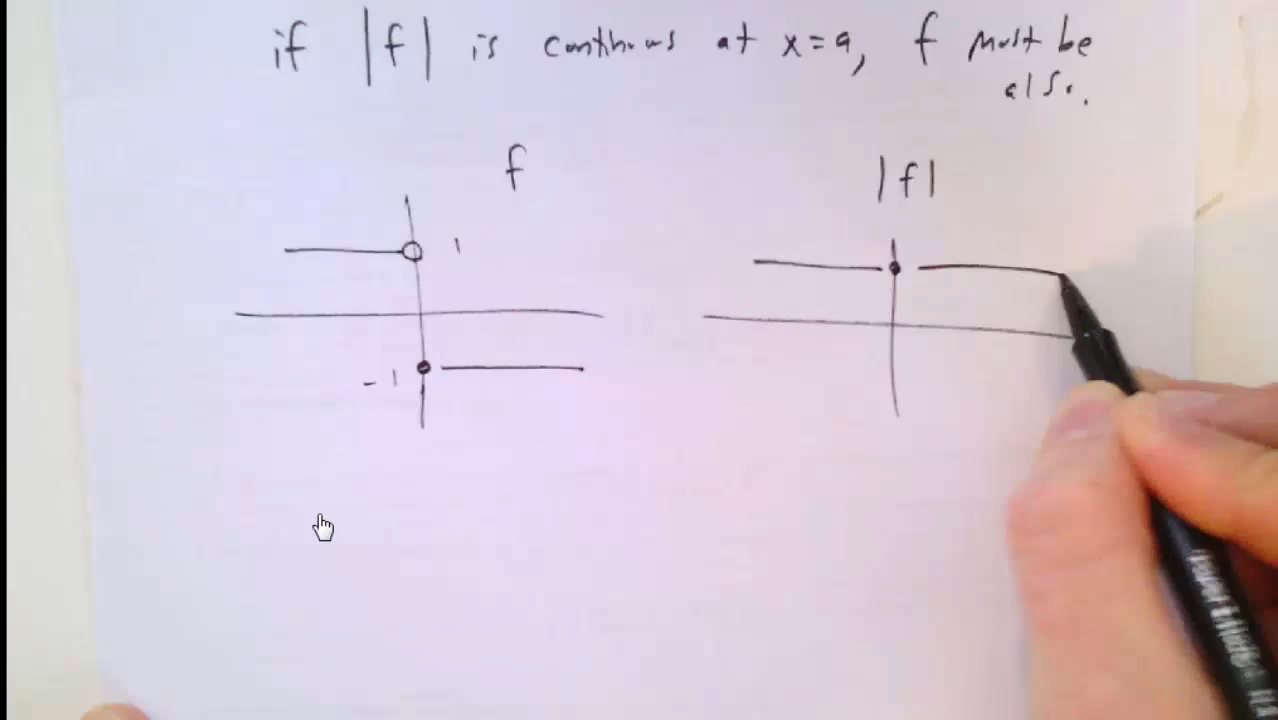 if |f| is continuous at x=a, f must be
also.
f
|f|
1
-1